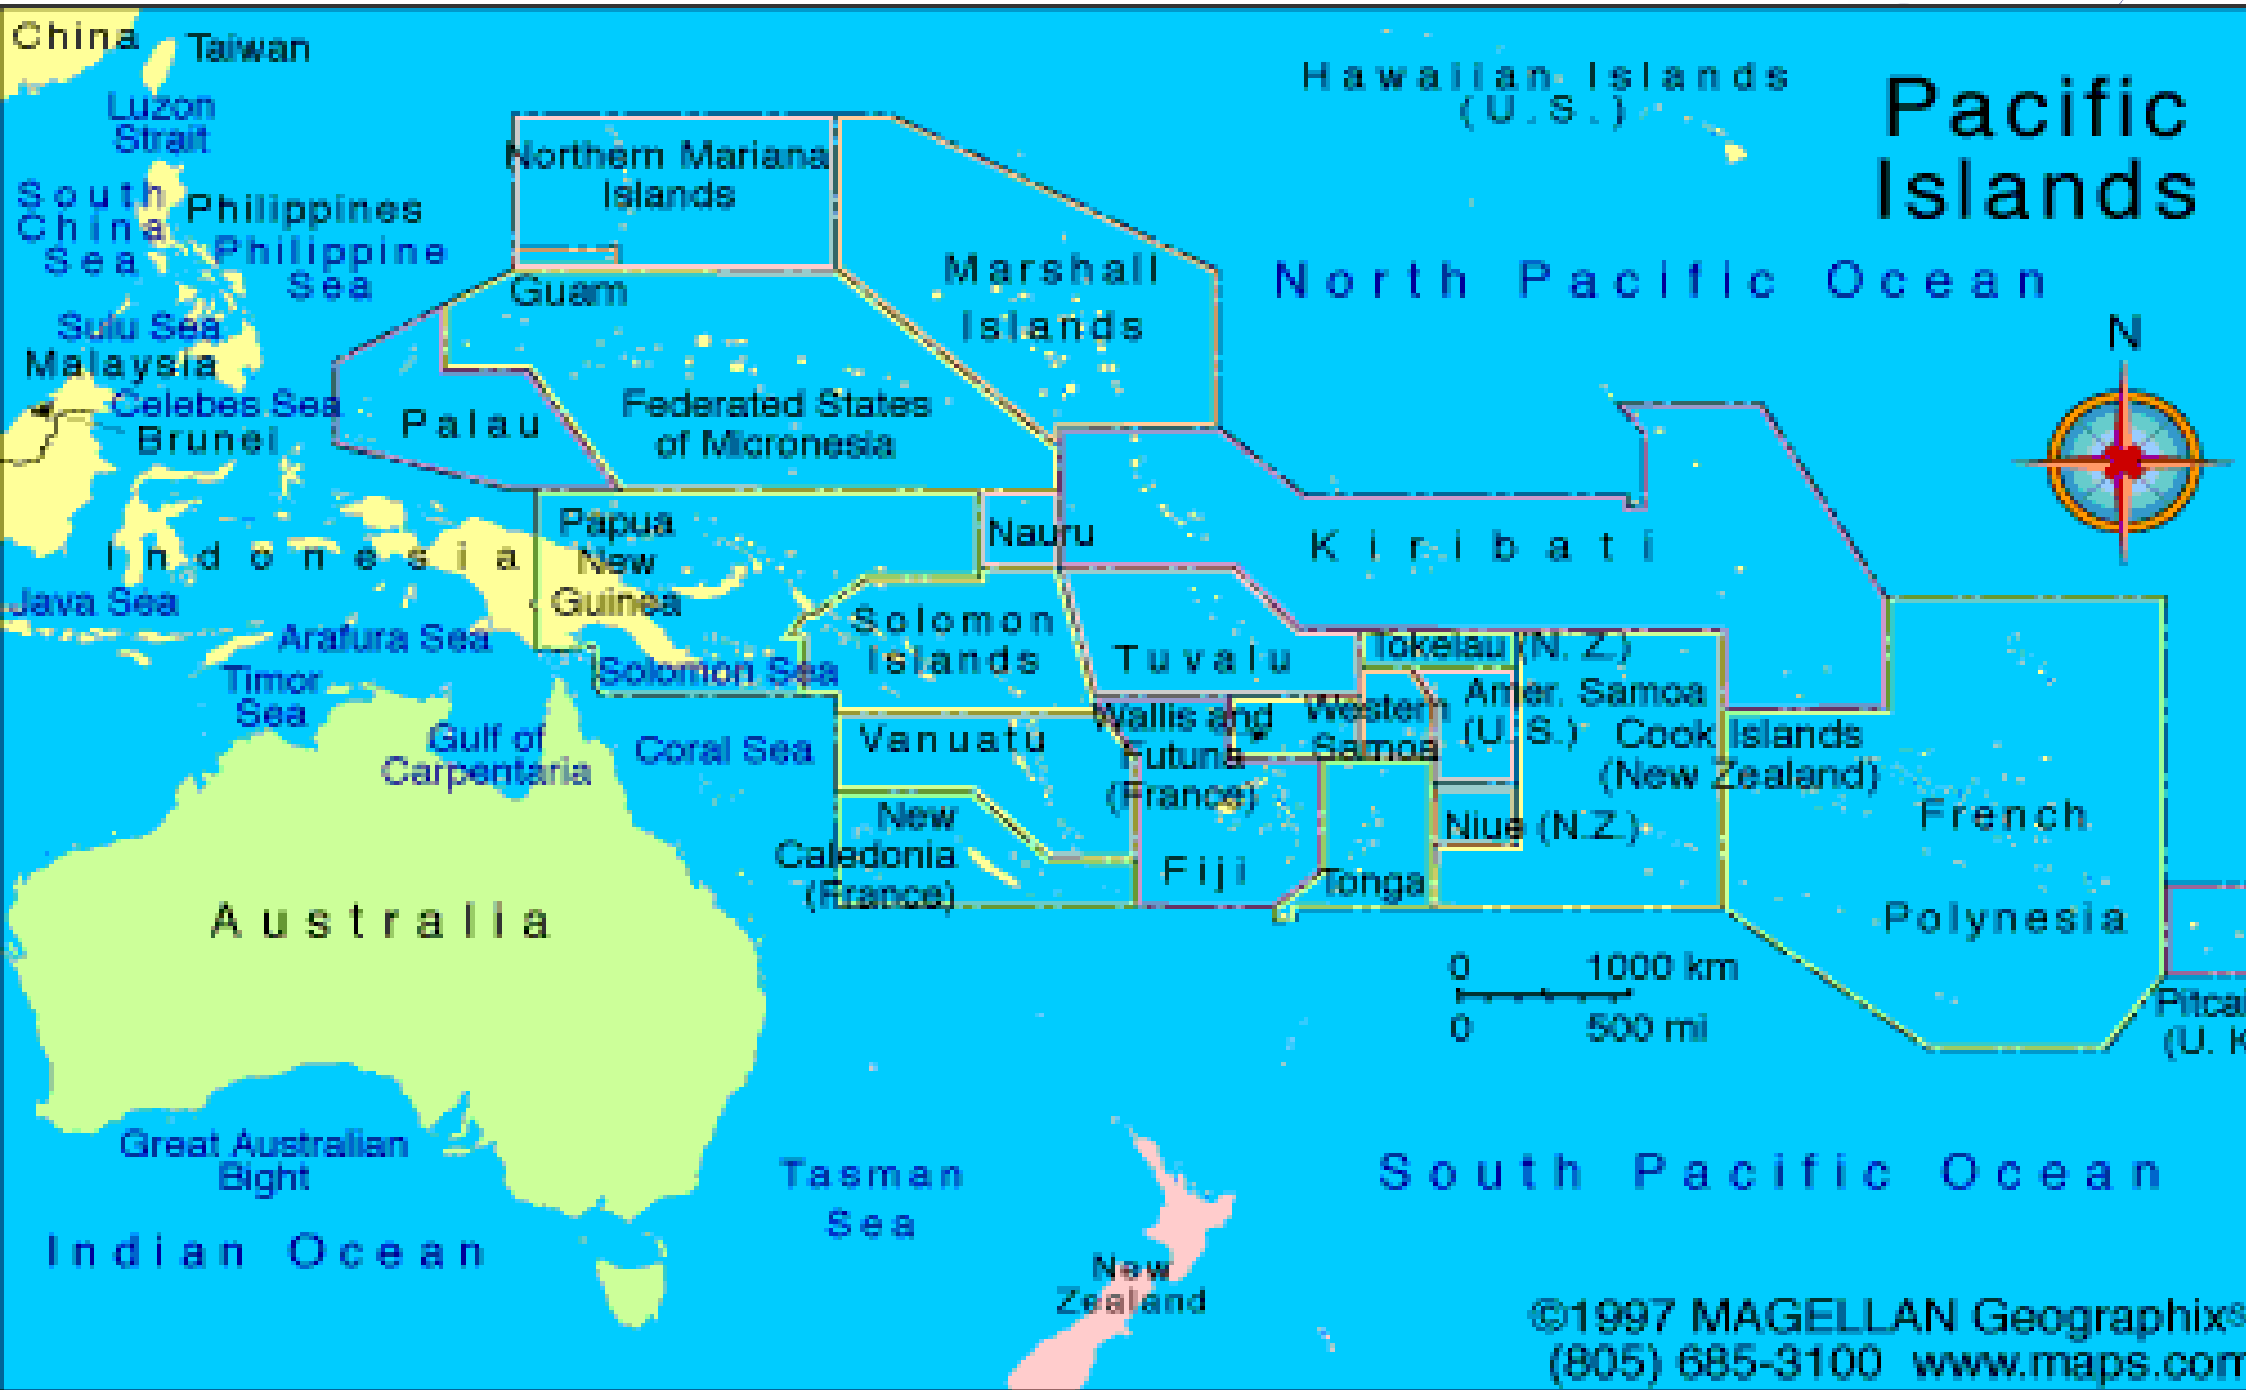 China
Taiwan
Luzon
Strait
Hawaiian Islands
(U.S.)
Pacific
Islands
Northern Mariana
Islands
South
China
Sea
Philippines
Philippine
Sea
Guam
Marshall
Islands
North Pacific Ocean
N
Sulu Sea
Malaysia
Celebes Sea
Brunei
Palau
Federated States
of Micronesia
Indonesia
Papua
New
Guinea
Nauru
Kiribati
Java Sea
Arafura Sea
Timor
Sea
Solomon Sea
Solomon
Islands
Tuvalu
Tokelau (N.Z.)
Gulf of
Carpentaria
Coral Sea
Vanuatu
Wallis and
Futuna
(France)
Western
Samoa
Amer. Samoa
(U.S.)
Cook Islands
(New Zealand)
New
Caledonia
(France)
Fiji
Tonga
Niue (N.Z.)
French
Polynesia
Australia
0 1000 km
0 500 mi
Pitcai
(U. K
Great Australian
Bight
Indian Ocean
Tasman
Sea
New
Zealand
South Pacific Ocean
©1997 MAGELLAN Geographix
(805) 685-3100 www.maps.com